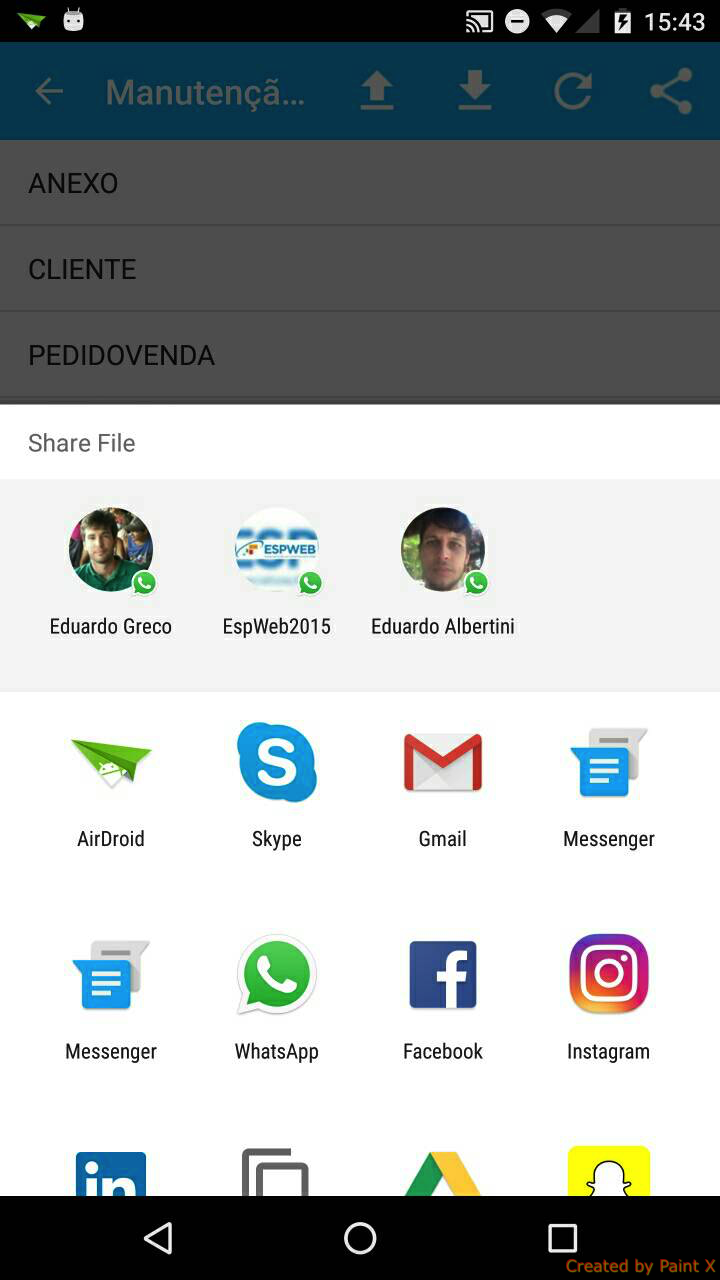 15:43
Manutençã...
ANEXO
CLIENTE
PEDIDOVENDA
Share File
ESPWEB
Eduardo Greco
EspWeb2015
Eduardo Albertini
AirDroid
Skype
Gmail
Messenger
Messenger
WhatsApp
Facebook
Instagram
in
Created by Paint X